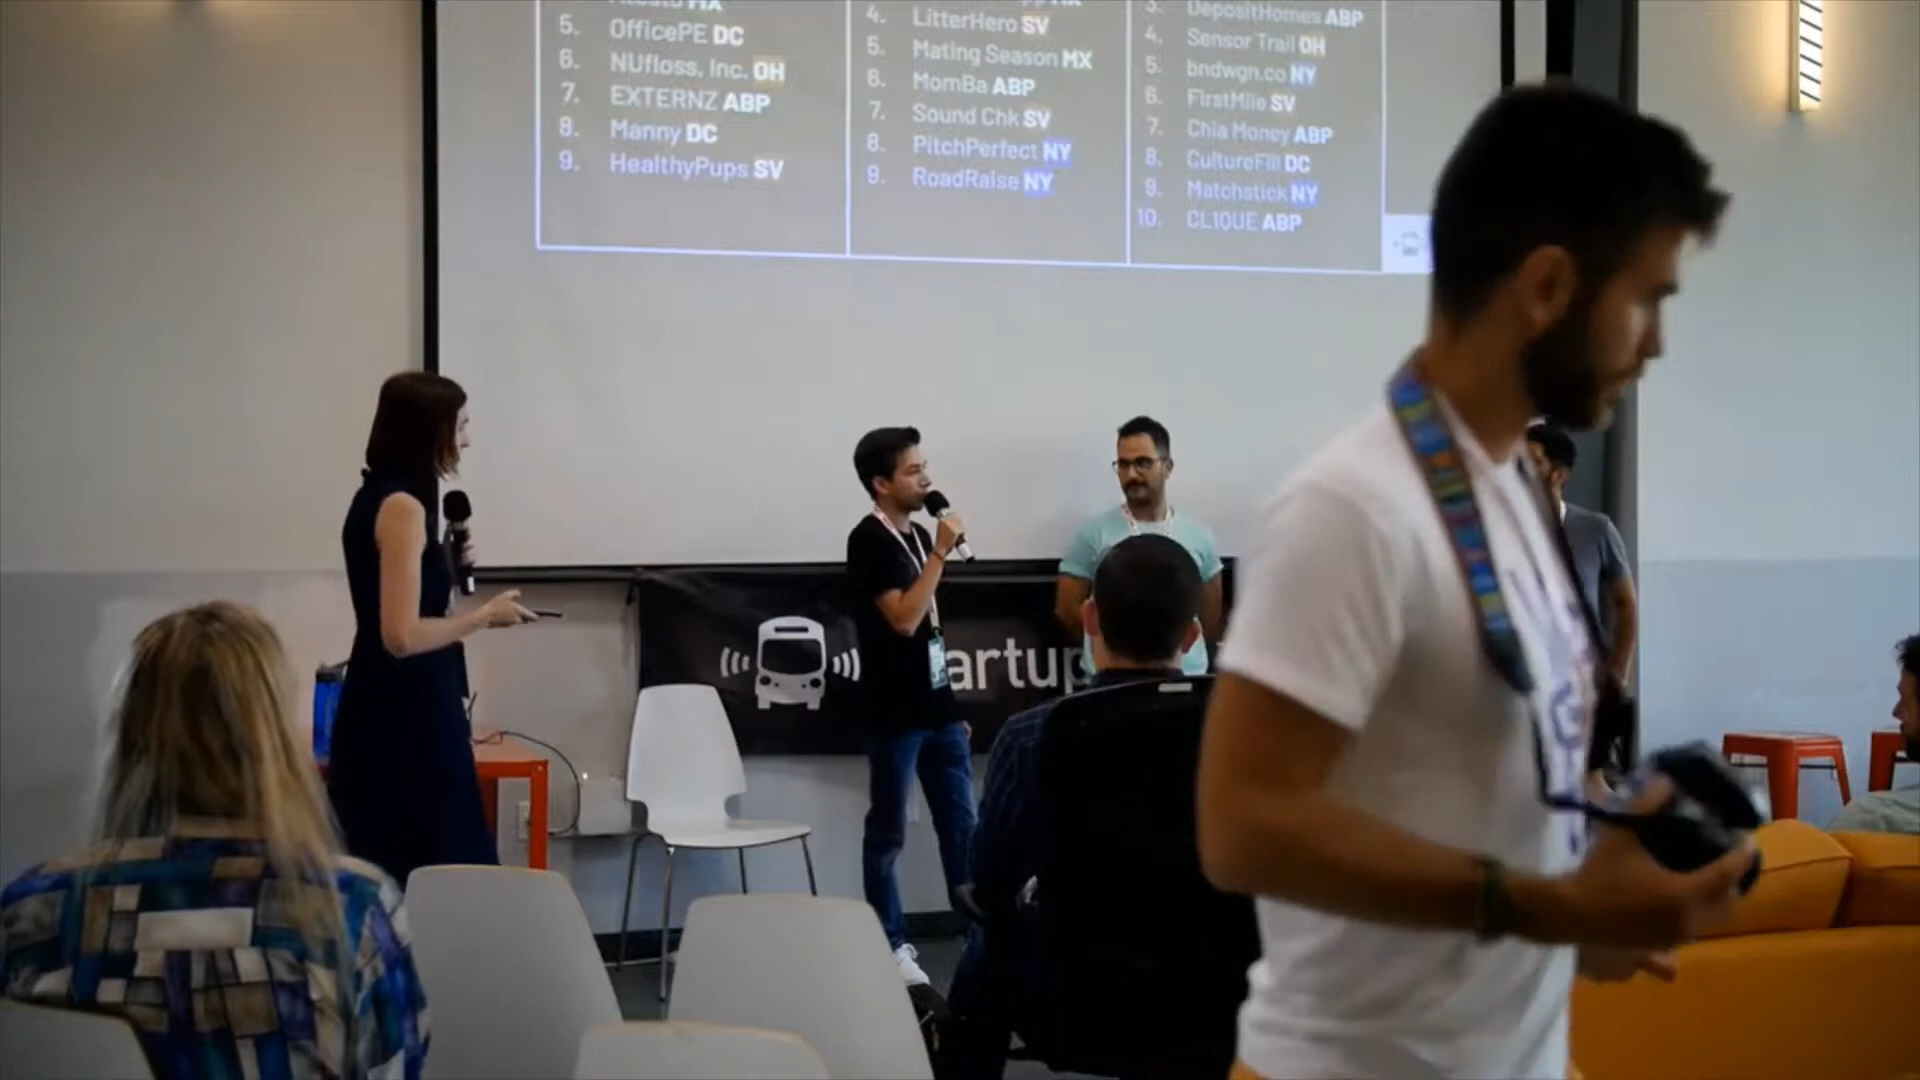 5. OfficePE DC
6. NUfloss, Inc. OH
7. EXTERNZ ABP
8. Manny DC
9. HealthyPups SV
4. LitterHero SV
5. Mating Season MX
6. MomBa ABP
7. Sound Chk SV
8. PitchPerfect NY
9. RoadRaise NY
3. DepositHomes ABP
4. Sensor Trail OH
5. bndwgn.co NY
6. FirstMile SV
7. Chia Money ABP
8. CultureFill DC
9. Matchstick NY
10. CL1QUE ABP
artup